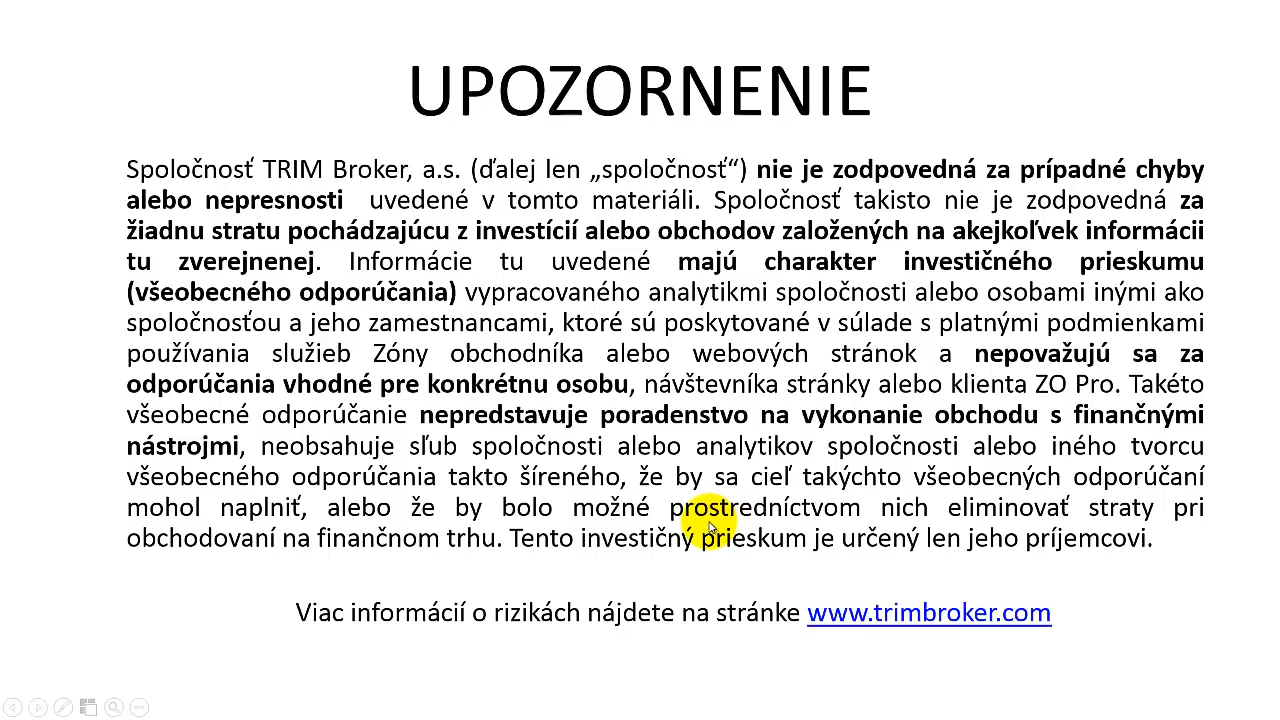 UPOZORNENIE
Spoločnosť TRIM Broker, a.s. (ďalej len „spoločnosť“) nie je zodpovedná za prípadné chyby
alebo nepresnosti uvedené v tomto materiáli. Spoločnosť takisto nie je zodpovedná za
žiadnu stratu pochádzajúcu z investícií alebo obchodov založených na akejkoľvek informácii
tu zverejnenej. Informácie tu uvedené majú charakter investičného prieskumu
(všeobecného odporúčania) vypracovaného analytikmi spoločnosti alebo osobami inými ako
spoločnosťou a jeho zamestnancami, ktoré sú poskytované v súlade s platnými podmienkami
používania služieb Zóny obchodníka alebo webových stránok a nepovažujú sa za
odporúčania vhodné pre konkrétnu osobu, návštevníka stránky alebo klienta ZO Pro. Takéto
všeobecné odporúčanie nepredstavuje poradenstvo na vykonanie obchodu s finančnými
nástrojmi, neobsahuje sľub spoločnosti alebo analytikov spoločnosti alebo iného tvorcu
všeobecného odporúčania takto šíreného, že by sa cieľ takýchto všeobecných odporúčaní
mohol naplniť, alebo že by bolo možné prostredníctvom nich eliminovať straty pri
obchodovaní na finančnom trhu. Tento investičný prieskum je určený len jeho príjemcovi.
Viac informácií o rizikách nájdete na stránke www.trimbroker.com